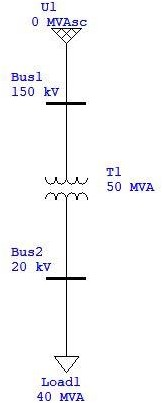 U1
0 MVAsc
Bus1
150 kV
T1
50 MVA
Bus2
20 kV
Load1
40 MVA